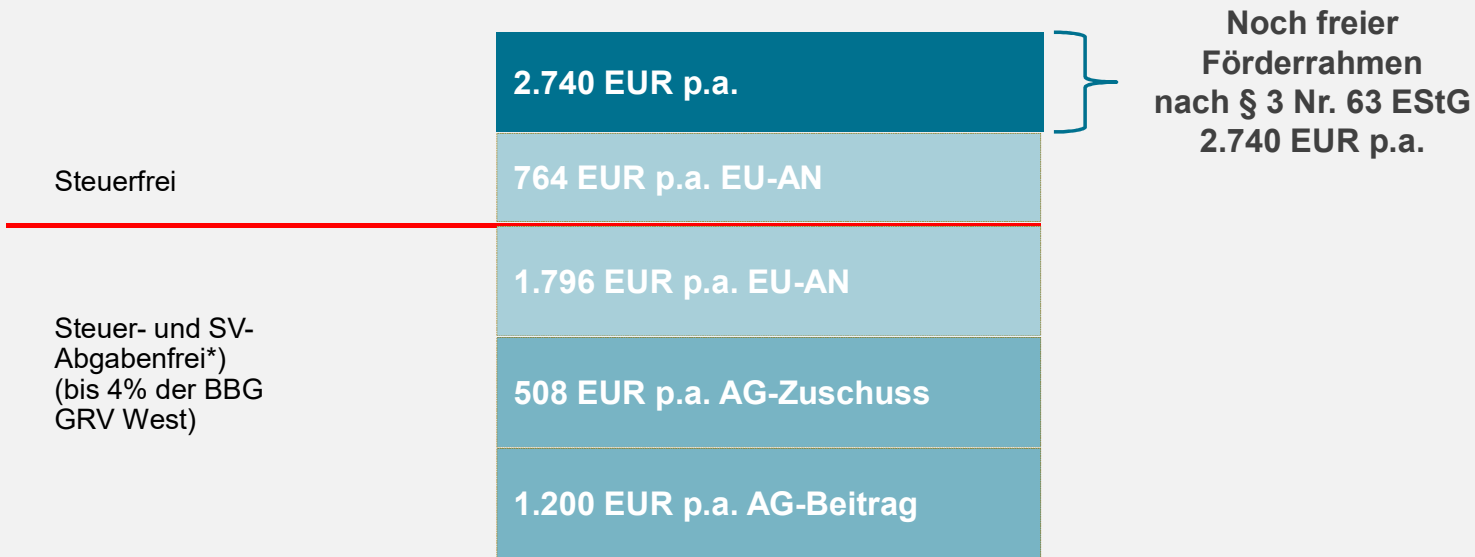 Noch freier
Förderrahmen
nach § 3 Nr. 63 EStG
2.740 EUR p.a.
2.740 EUR p.a.
Steuerfrei
764 EUR p.a. EU-AN
1.796 EUR p.a. EU-AN
Steuer- und SV-
Abgabenfrei*)
(bis 4% der BBG
GRV West)
508 EUR p.a. AG-Zuschuss
1.200 EUR p.a. AG-Beitrag